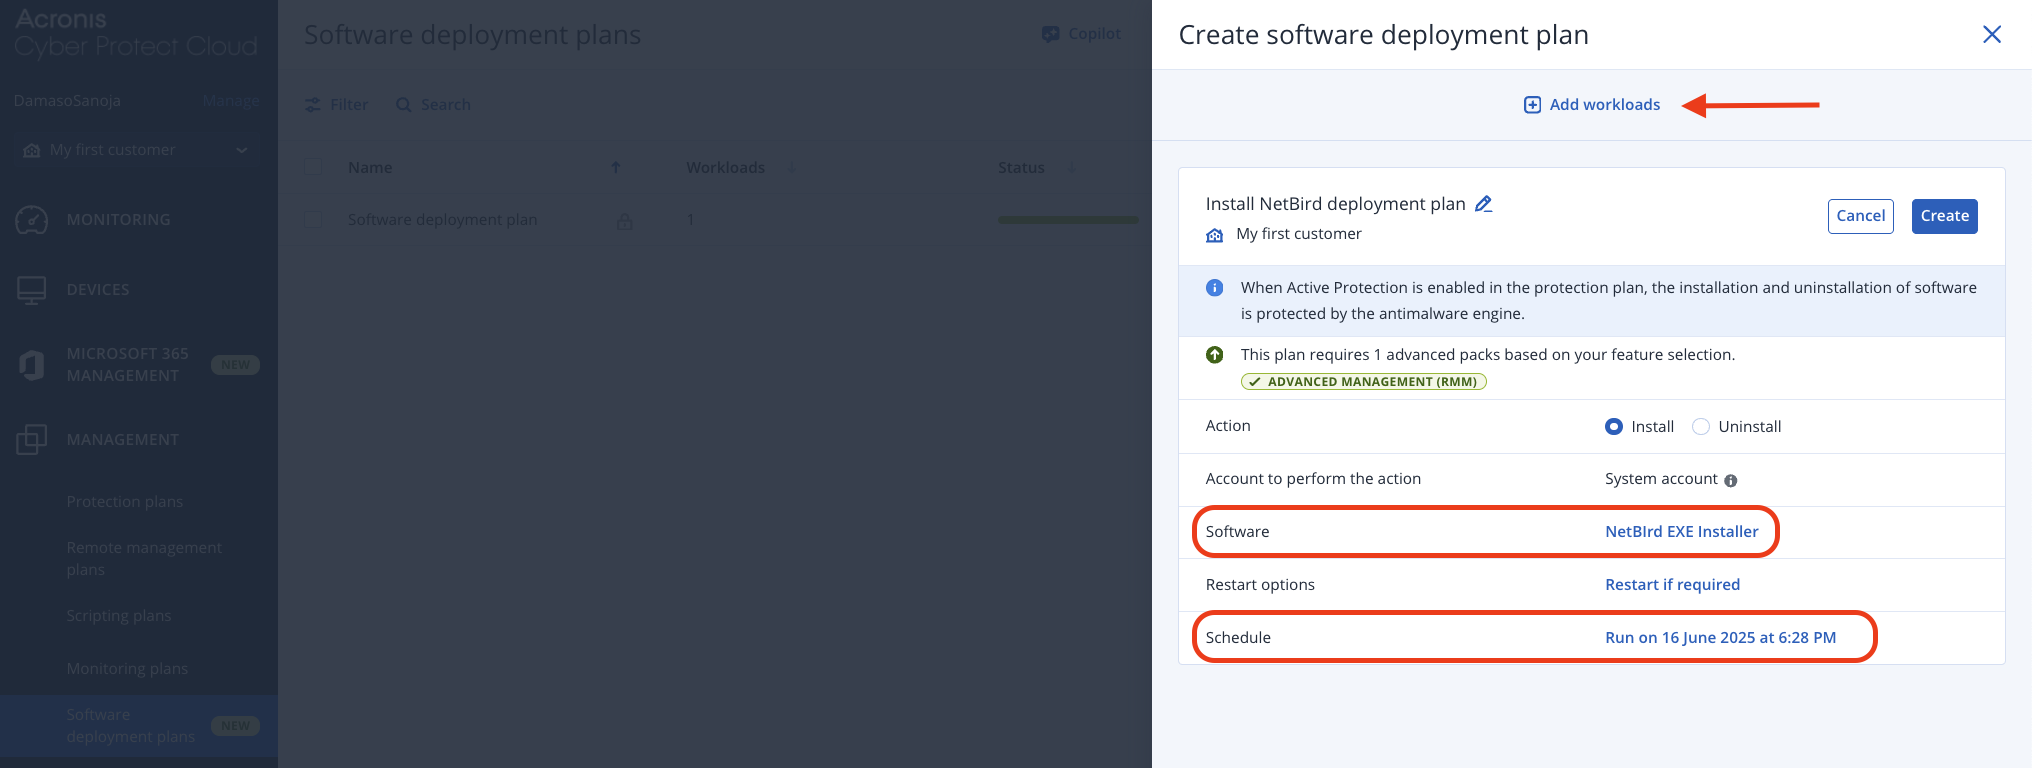 Acronis
Cyber Protect Cloud
DamasoSanoja
Manage
My first customer
MONITORING
DEVICES
MICROSOFT 365
MANAGEMENT
NEW
MANAGEMENT
Protection plans
Remote management
plans
Scripting plans
Monitoring plans
Software
deployment plans
NEW
Software deployment plans
Copilot
Filter
Search
Name
Workloads
Status
Software deployment plan
1
Create software deployment plan
Add workloads
Install NetBird deployment plan
My first customer
Cancel
Create
When Active Protection is enabled in the protection plan, the installation and uninstallation of software
is protected by the antimalware engine.
This plan requires 1 advanced packs based on your feature selection.
ADVANCED MANAGEMENT (RMM)
Action
Install
Uninstall
Account to perform the action
System account
Software
NetBIrd EXE Installer
Restart options
Restart if required
Schedule
Run on 16 June 2025 at 6:28 PM